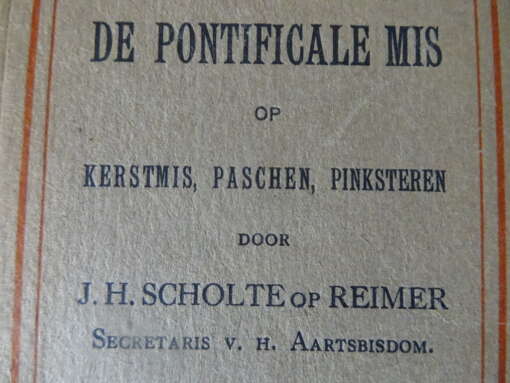 DE PONTIFICALE MIS
OP
KERSTMIS, PASCHEN, PINKSTEREN
DOOR
J. H. SCHOLTE OP REIMER
SECRETARIS V. H. AARTSBISDOM.